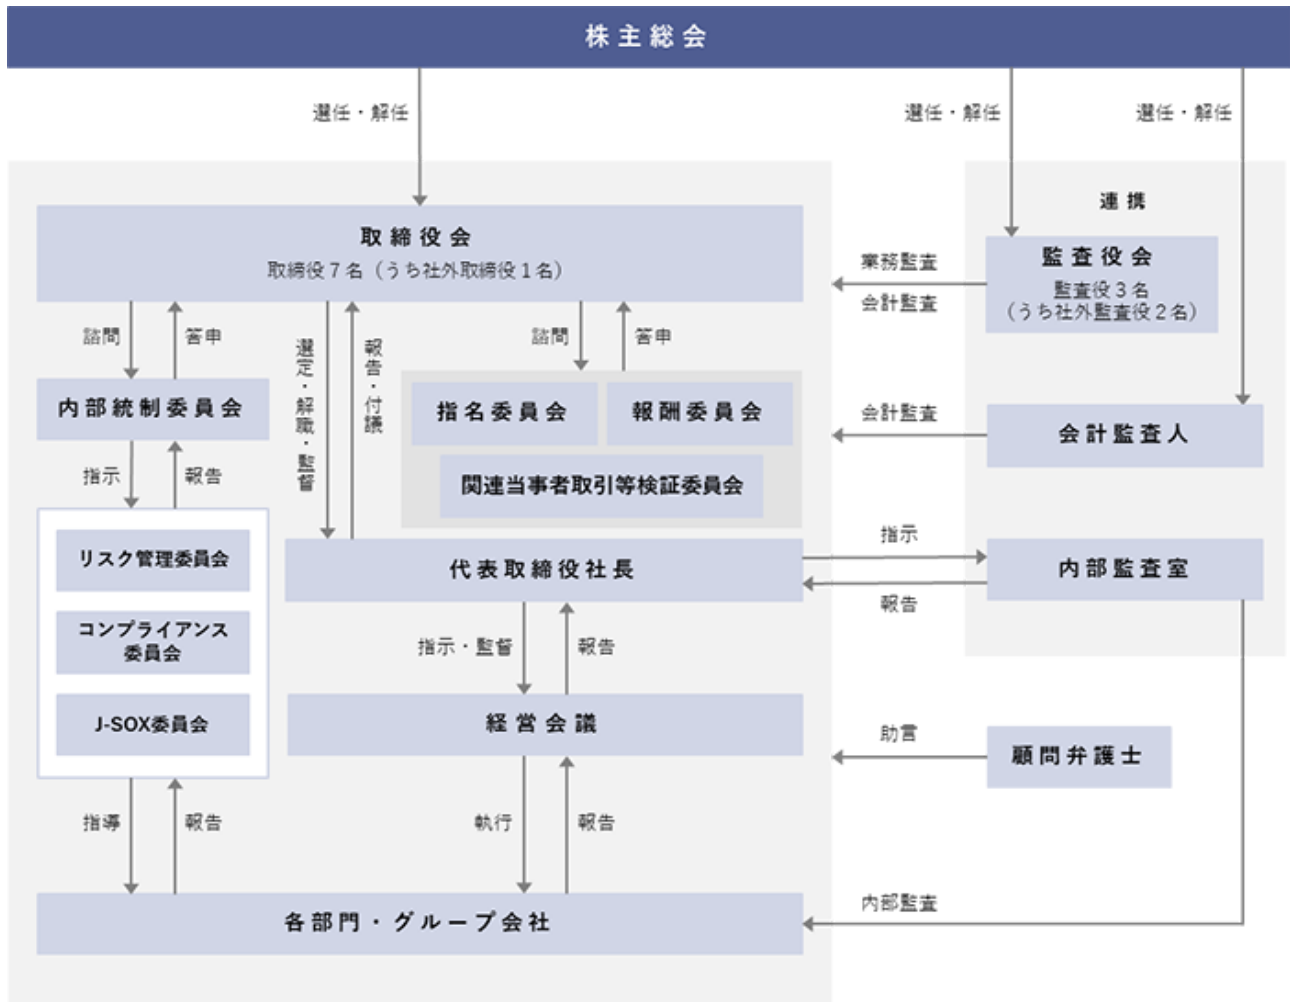 株主総会
選任・解任
選任・解任
選任・解任
取締役会
取締役７名（うち社外取締役１名）
連携
監査役会
監査役３名
（うち社外監査役２名）
業務監査
会計監査
諮問
答申
選定・解職・監督
報告・付議
諮問
答申
内部統制委員会
指名委員会
報酬委員会
関連当事者取引等検証委員会
会計監査
会計監査人
指示
報告
リスク管理委員会
コンプライアンス
委員会
J-SOX委員会
代表取締役社長
指示
報告
内部監査室
指示・監督
報告
経営会議
助言
顧問弁護士
指導
報告
執行
報告
内部監査
各部門・グループ会社